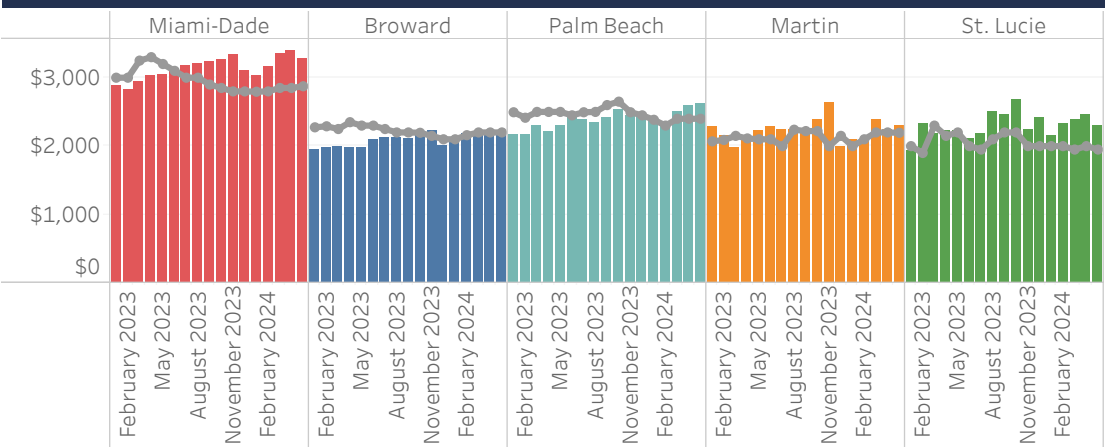 Miami-Dade
Broward
Palm Beach
Martin
St. Lucie
$3,000
$2,000
$1,000
$0
February 2023
May 2023
August 2023
November 2023
February 2024
February 2023
May 2023
August 2023
November 2023
February 2024
February 2023
May 2023
August 2023
November 2023
February 2024
February 2023
May 2023
August 2023
November 2023
February 2024
February 2023
May 2023
August 2023
November 2023
February 2024